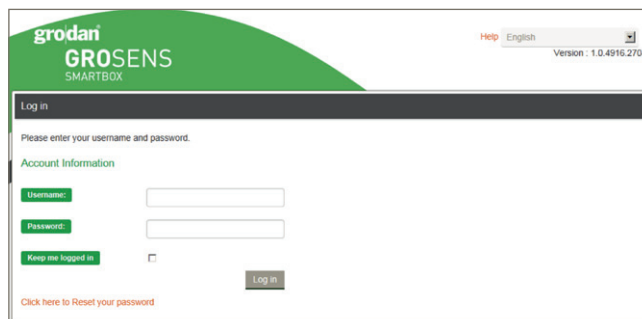 grodan
GROSENS
SMARTBOX
Help English
Version : 1.0.4916.270
Log in
Please enter your username and password.
Account Information
Username:
Password:
Keep me logged in
Log in
Click here to Reset your password